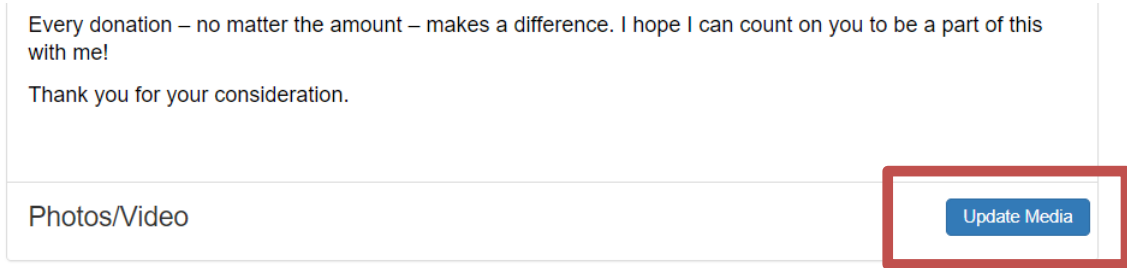 Every donation – no matter the amount – makes a difference. I hope I can count on you to be a part of this
with me!
Thank you for your consideration.
Photos/Video
Update Media